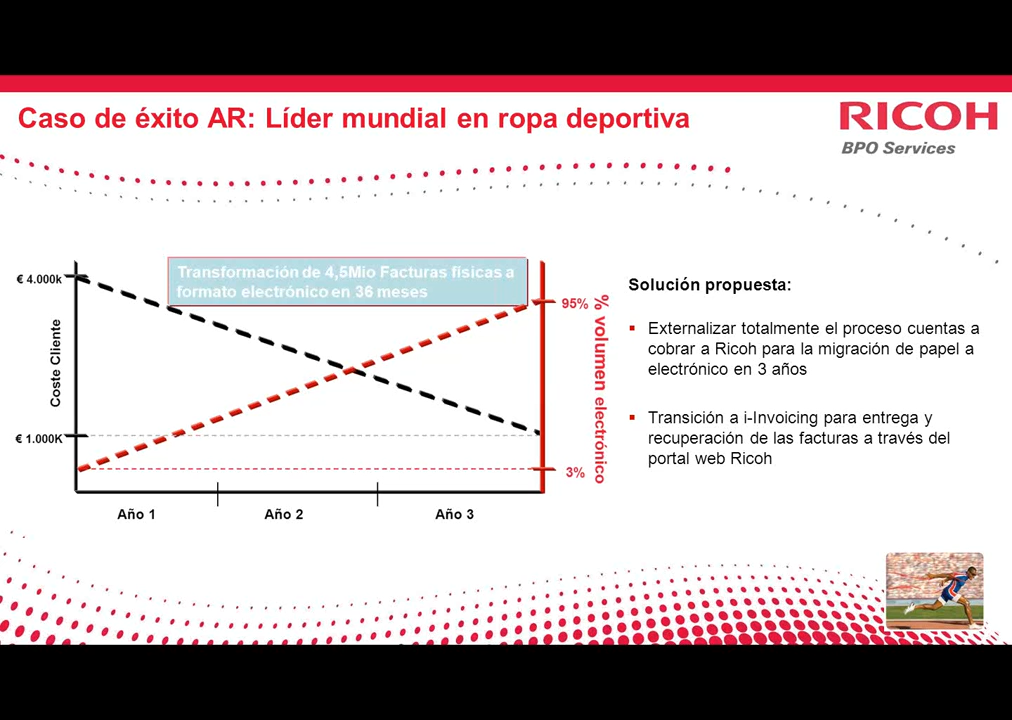 Caso de éxito AR: Líder mundial en ropa deportiva
RICOH
BPO Services
Transformación de 4,5Mio Facturas físicas a
formato electrónico en 36 meses
€ 4.000k
€ 1.000K
Coste Cliente
95%
3%
% volumen electrónico
Año 1
Año 2
Año 3
Solución propuesta:
Externalizar totalmente el proceso cuentas a
cobrar a Ricoh para la migración de papel a
electrónico en 3 años
Transición a i-Invoicing para entrega y
recuperación de las facturas a través del
portal web Ricoh